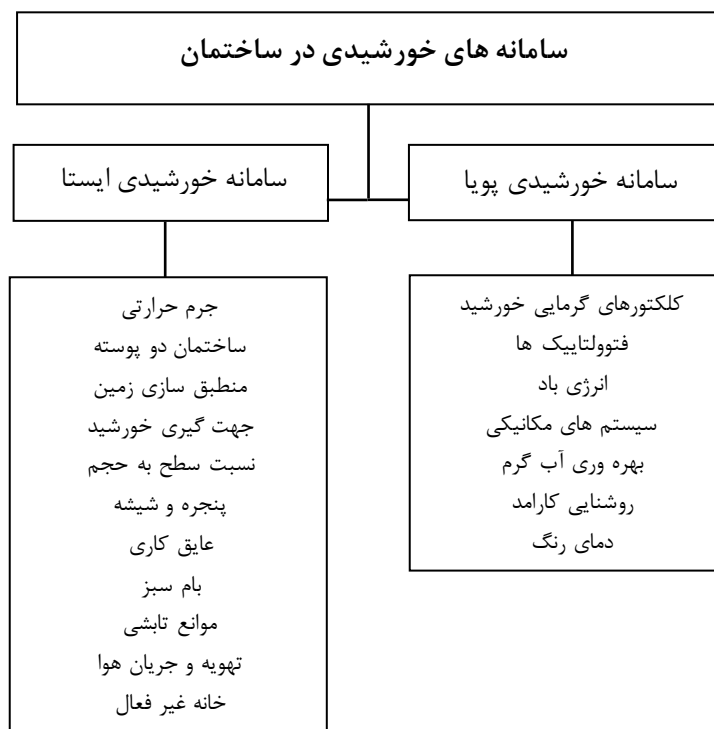 سامانه های خورشیدی در ساختمان
سامانه خورشیدی پویا
کلکتورهای گرمایی خورشید
فتوولتاییک ها
انرژی باد
سیستم های مکانیکی
بهره وری آب گرم
روشنایی کارامد
دمای رنگ
سامانه خورشیدی ایستا
جرم حرارتی
ساختمان دو پوسته
منطبق سازی زمین
جهت گیری خورشید
نسبت سطح به حجم
پنجره و شیشه
عایق کاری
بام سبز
موانع تابشی
تهویه و جریان هوا
خانه غیر فعال